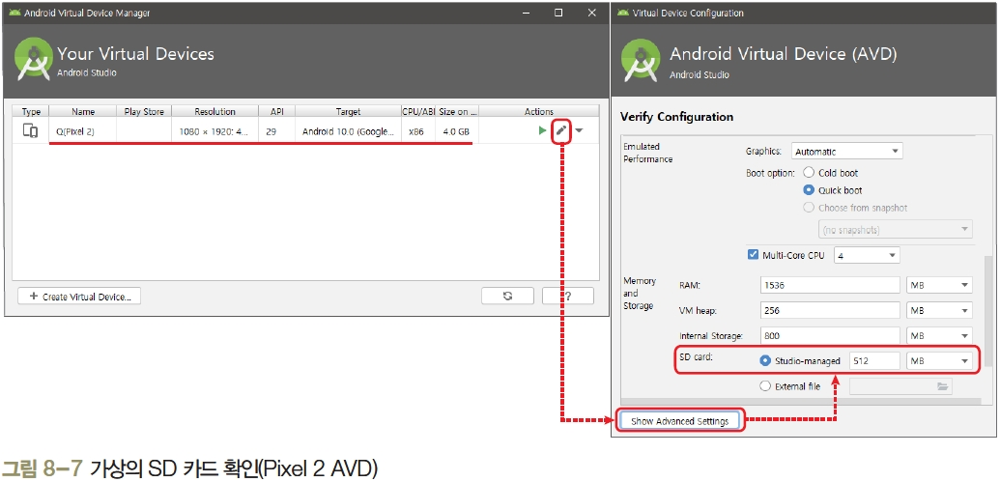 Android Virtual Device Manager
Your Virtual Devices
Android Studio
Type Name Play Store Resolution API Target CPU/ABI Size on ... Actions
Q(Pixel 2) 1080 × 1920: 4... 29 Android 10.0 (Google... x86 4.0 GB
+ Create Virtual Device...
?
Virtual Device Configuration
Android Virtual Device (AVD)
Android Studio
Verify Configuration
Emulated
Performance
Graphics: Automatic
Boot option: Cold boot
Quick boot
Choose from snapshot
(no snapshots)
Multi-Core CPU 4
Memory
and
Storage
RAM: 1536 MB
VM heap: 256 MB
Internal Storage: 800 MB
SD card: Studio-managed 512 MB
External file
Show Advanced Settings
그림 8-7 가상의 SD 카드 확인(Pixel 2 AVD)